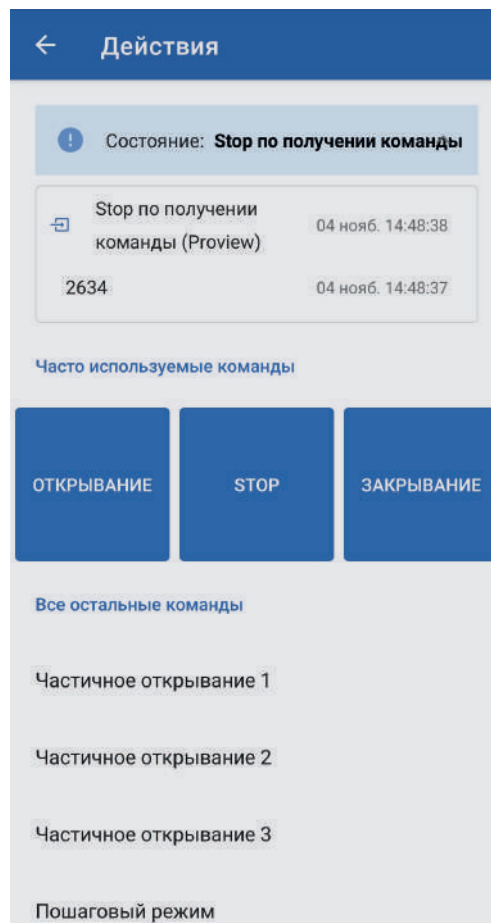 Действия
Состояние: Stop по получении команды
Stop по получении
команды (Proview)
04 нояб. 14:48:38
2634
04 нояб. 14:48:37
Часто используемые команды
ОТКРЫВАНИЕ
STOP
ЗАКРЫВАНИЕ
Все остальные команды
Частичное открывание 1
Частичное открывание 2
Частичное открывание 3
Пошаговый режим